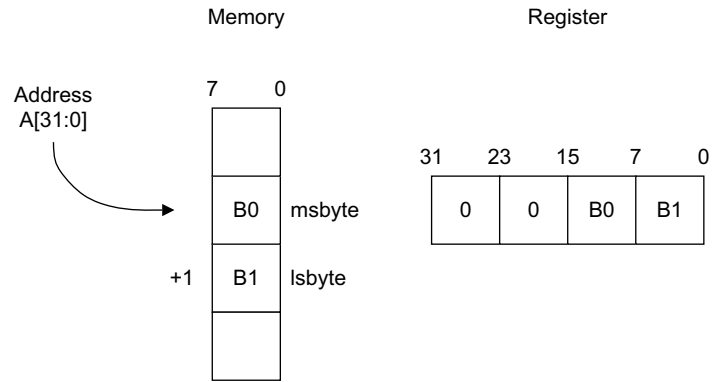 Memory Register
7 0
Address
A[31:0]
31 23 15 7 0
B0 msbyte 0 0 B0 B1
+1 B1 lsbyte